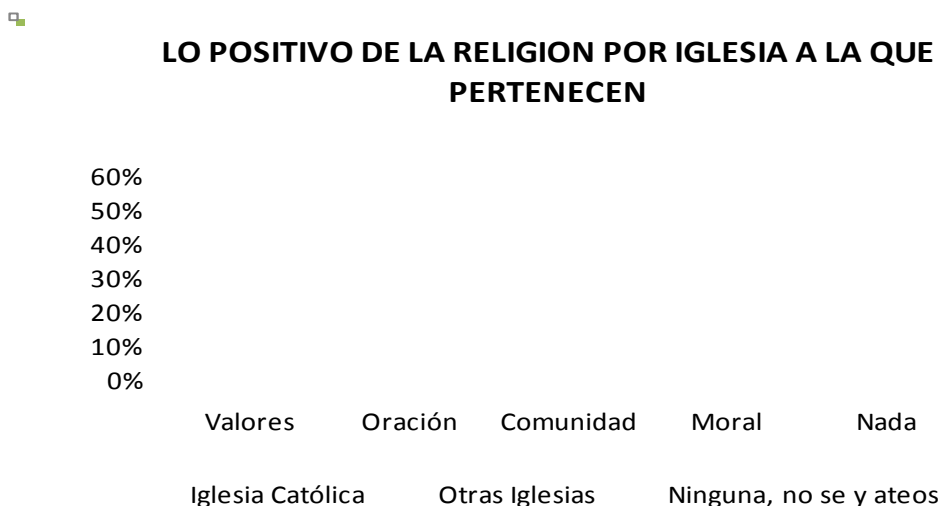 LO POSITIVO DE LA RELIGION POR IGLESIA A LA QUE
PERTENECEN
60%
50%
40%
30%
20%
10%
0%
Valores Oración Comunidad Moral Nada
Iglesia Católica Otras Iglesias Ninguna, no se y ateos